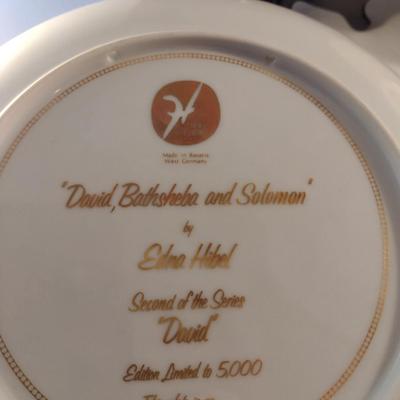 Made in Bavaria
West Germany
"David, Bathsheba and Solomon"
by
Edna Hibel
Second of the Series
"David"
Edition Limited to 5,000